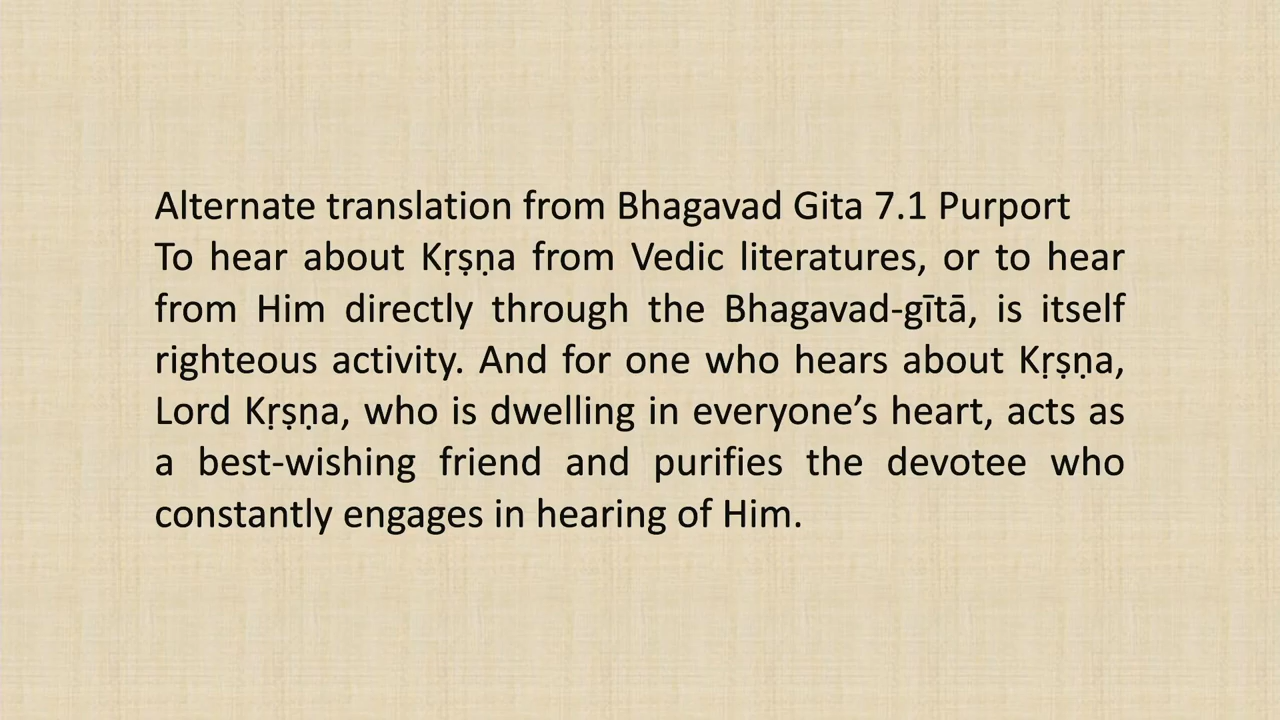 Alternate translation from Bhagavad Gita 7.1 Purport
To hear about Kṛṣṇa from Vedic literatures, or to hear
from Him directly through the Bhagavad-gītā, is itself
righteous activity. And for one who hears about Kṛṣṇa,
Lord Kṛṣṇa, who is dwelling in everyone’s heart, acts as
a best-wishing friend and purifies the devotee who
constantly engages in hearing of Him.